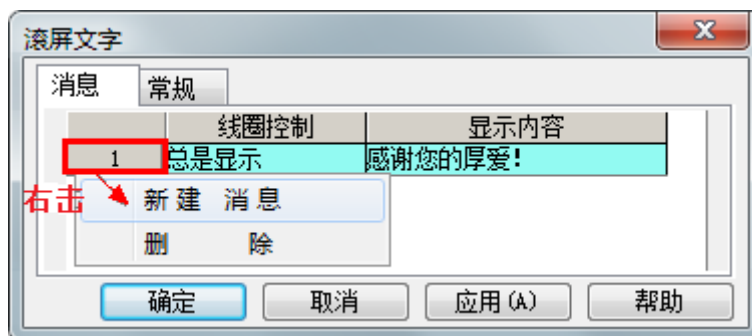 滚屏文字
消息 常规
线圈控制 显示内容
1 总是显示 感谢您的厚爱!
右击 新建 消息
删 除
确定 取消 应用(A) 帮助